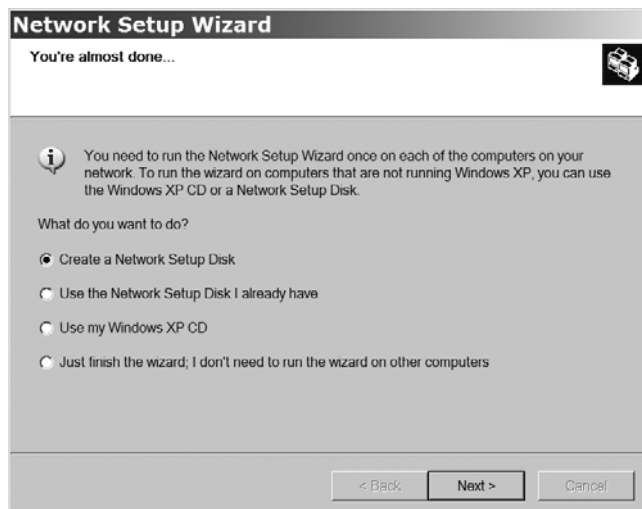 Network Setup Wizard
You're almost done...
You need to run the Network Setup Wizard once on each of the computers on your
network. To run the wizard on computers that are not running Windows XP, you can use
the Windows XP CD or a Network Setup Disk.
What do you want to do?
Create a Network Setup Disk
Use the Network Setup Disk I already have
Use my Windows XP CD
Just finish the wizard; I don't need to run the wizard on other computers
< Back
Next >
Cancel